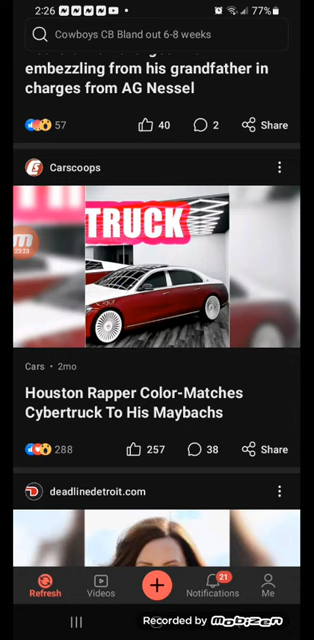 2:26
77%
Cowboys CB Bland out 6-8 weeks
embezzling from his grandfather in
charges from AG Nessel
57 40 2 Share
Carscoops
TRUCK
23:23
Cars • 2mo
Houston Rapper Color-Matches
Cybertruck To His Maybachs
288 257 38 Share
deadlinedetroit.com
21
Refresh Videos Notifications Me
Recorded by Mobizen